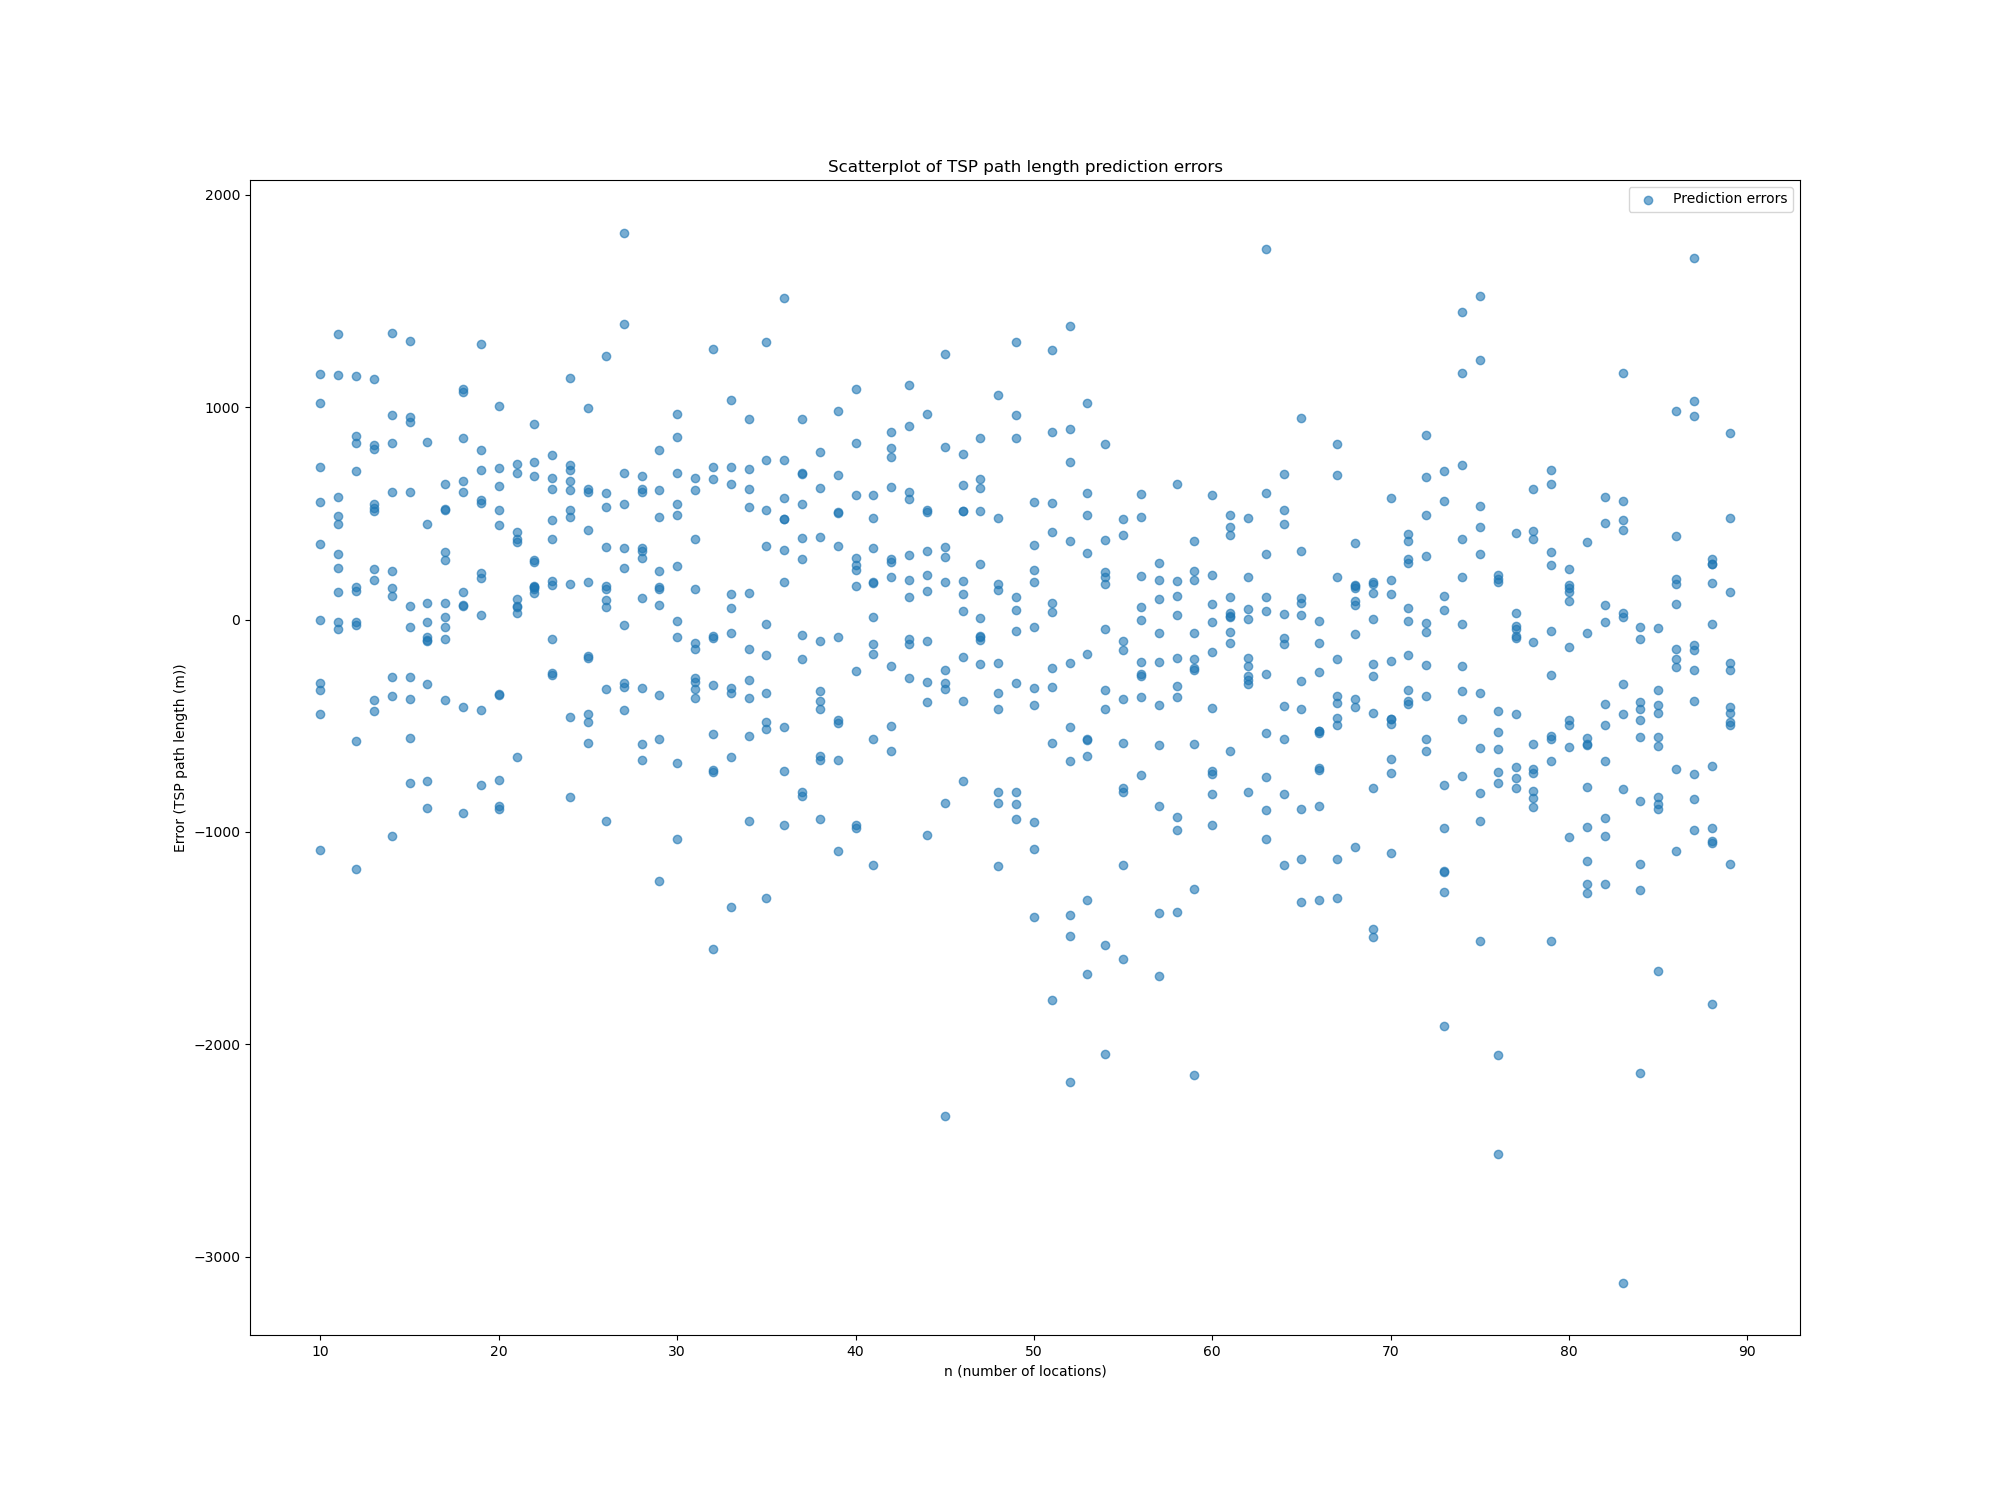 Scatterplot of TSP path length prediction errors
Prediction errors
2000
1000
0
−1000
−2000
−3000
Error (TSP path length (m))
10 20 30 40 50 60 70 80 90
n (number of locations)